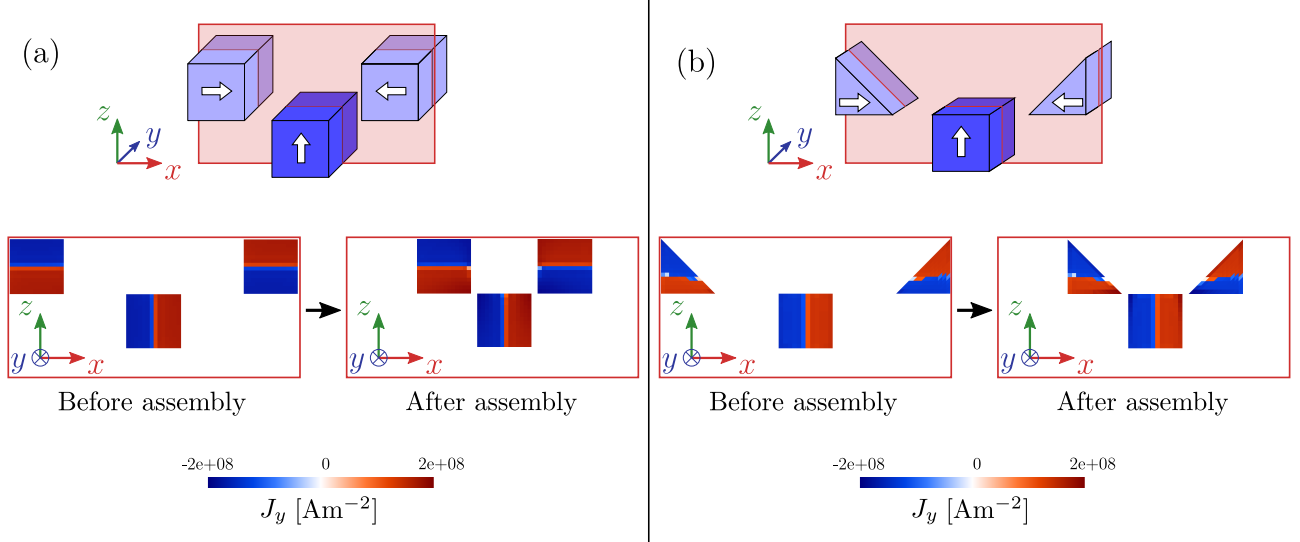 (a)
z
y
x
z
y
x
Before assembly
z
y
x
After assembly
-2e+08 0 2e+08
J_y [Am⁻²]
(b)
z
y
x
z
y
x
Before assembly
z
y
x
After assembly
-2e+08 0 2e+08
J_y [Am⁻²]